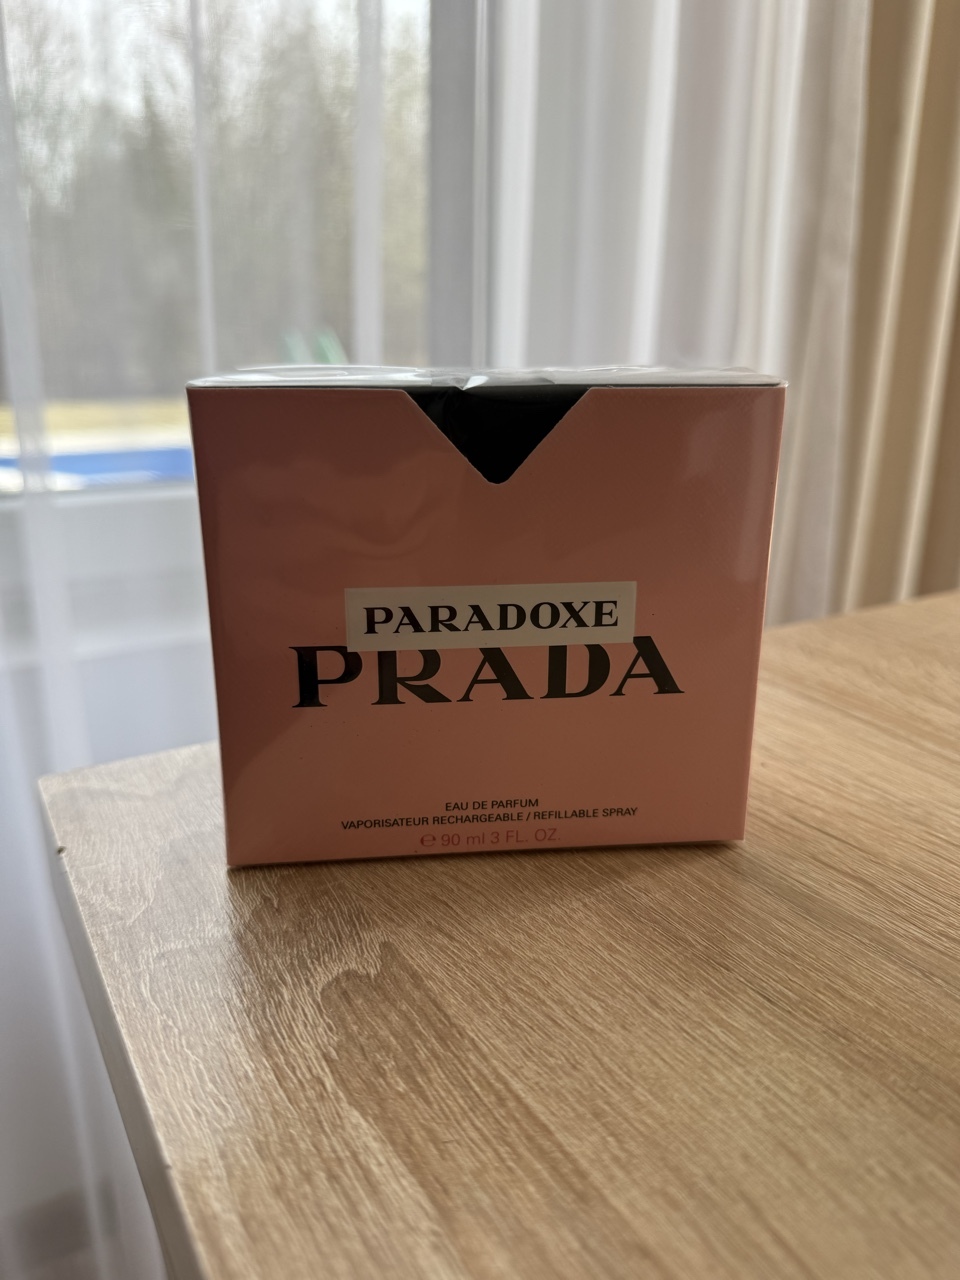 PARADOXE
PRADA
EAU DE PARFUM
VAPORISATEUR RECHARGEABLE / REFILLABLE SPRAY
℮ 90 ml 3 FL. OZ.